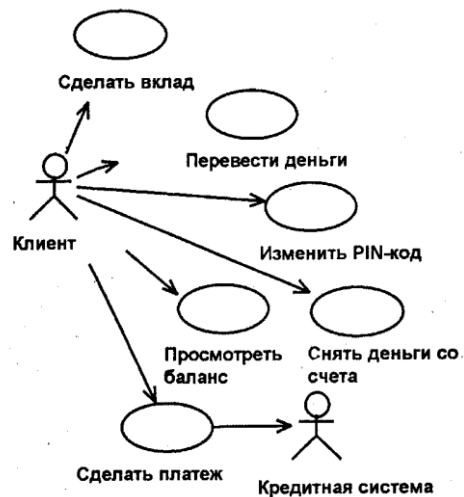 Сделать вклад
Перевести деньги
Клиент
Изменить PIN-код
Просмотреть
баланс
Снять деньги со
счета
Сделать платеж
Кредитная система